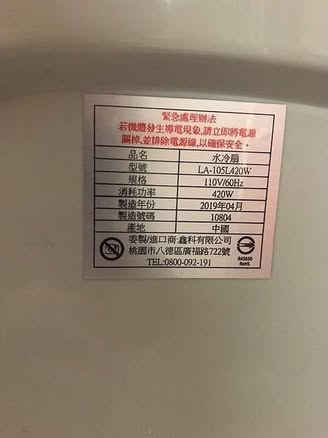 緊急處理辦法
若機體發生導電現象,請立即將電源
關掉,並排除電源線,以確保安全。
品名 水冷扇
型號 LA-105L420W
規格 110V/60Hz
消耗功率 420W
製造年份 2019年04月
製造號碼 10804
產地 中國
委製/進口商:鑫科有限公司
桃園市八德區廣福路722號
TEL:0800-092-191
R43650
RoHS